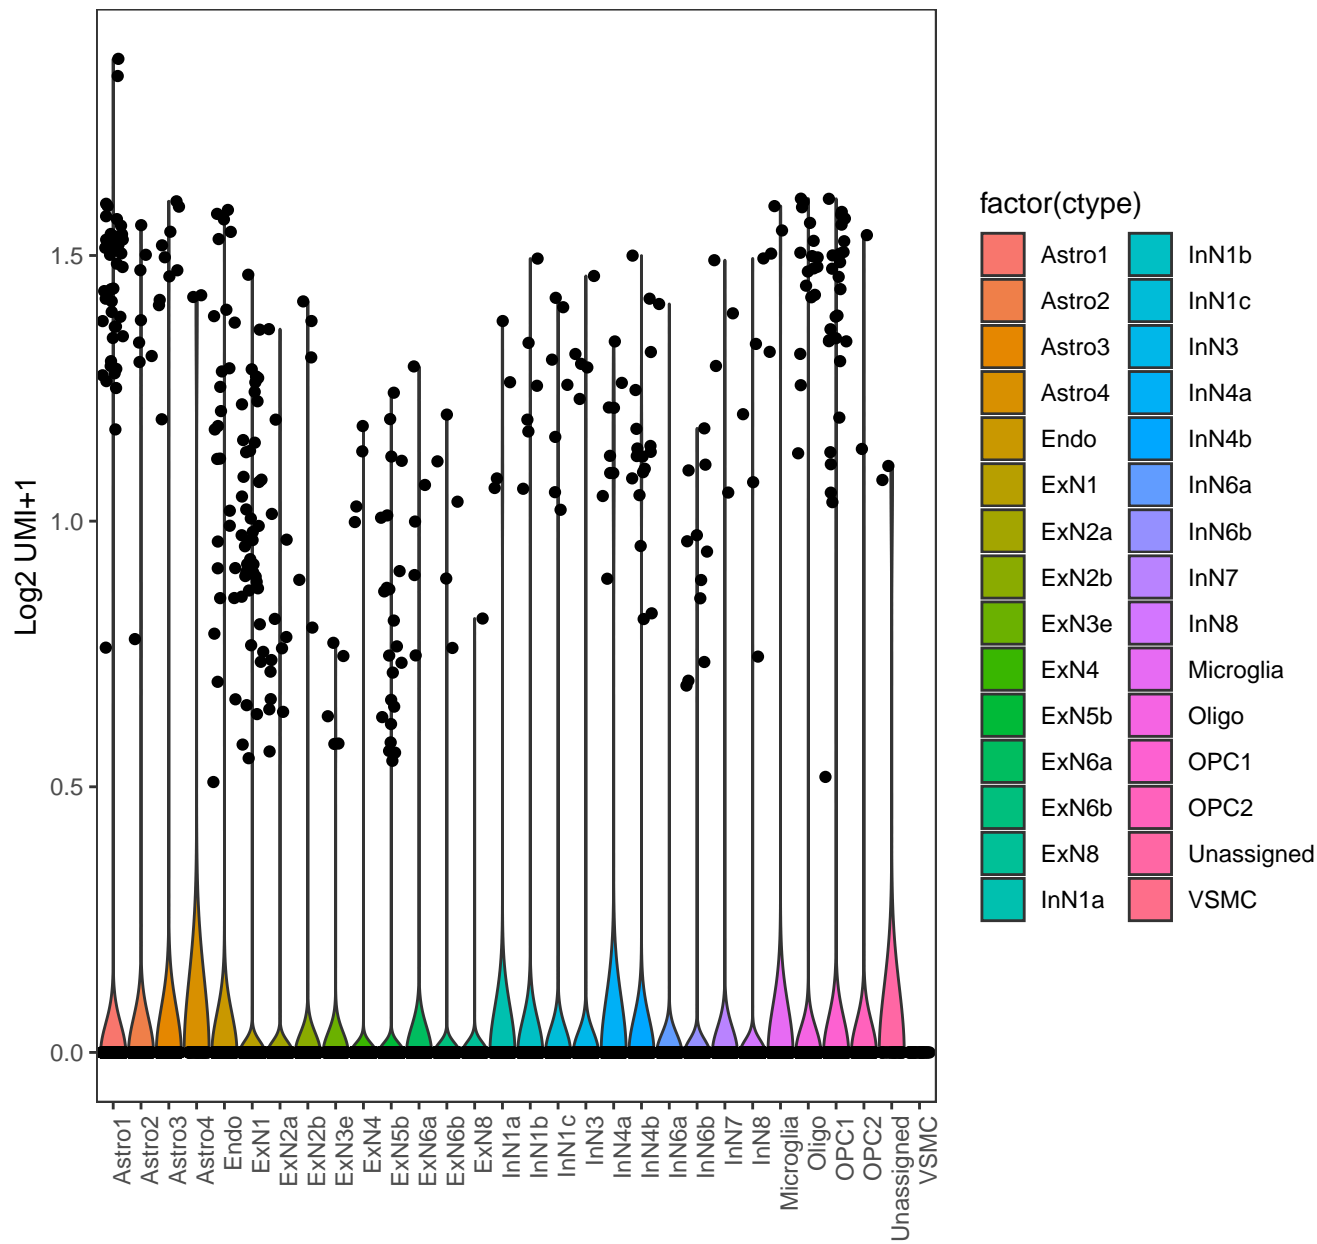 Log2 UMI+1
1.5
1.0
0.5
0.0
Astro1
Astro2
Astro3
Astro4
Endo
ExN1
ExN2a
ExN2b
ExN3e
ExN4
ExN5b
ExN6a
ExN6b
ExN8
InN1a
InN1b
InN1c
InN3
InN4a
InN4b
InN6a
InN6b
InN7
InN8
Microglia
Oligo
OPC1
OPC2
Unassigned
VSMC
factor(ctype)
Astro1
Astro2
Astro3
Astro4
Endo
ExN1
ExN2a
ExN2b
ExN3e
ExN4
ExN5b
ExN6a
ExN6b
ExN8
InN1a
InN1b
InN1c
InN3
InN4a
InN4b
InN6a
InN6b
InN7
InN8
Microglia
Oligo
OPC1
OPC2
Unassigned
VSMC